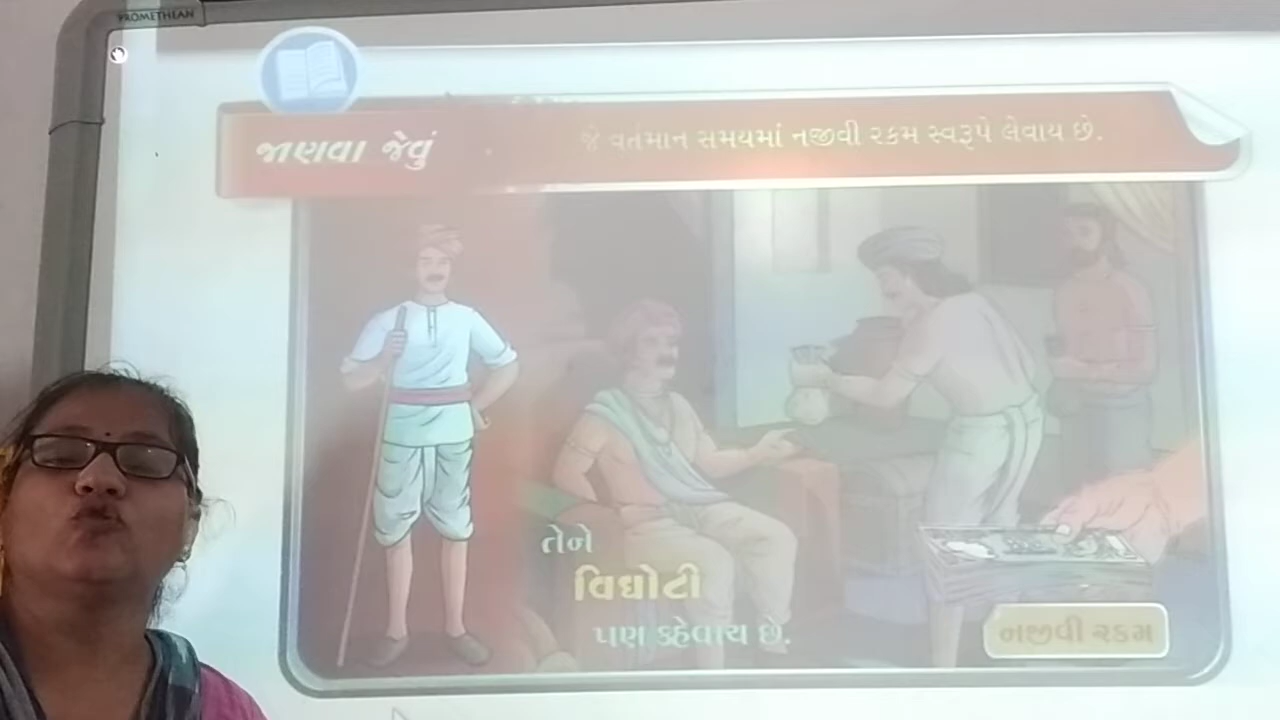 PROMETHEAN
જાણવા જેવું
જે વર્તમાન સમયમાં નજીવી રકમ સ્વરૂપે લેવાય છે.
તેને
વિઘોટી
પણ કહેવાય છે.
નજીવી રકમ